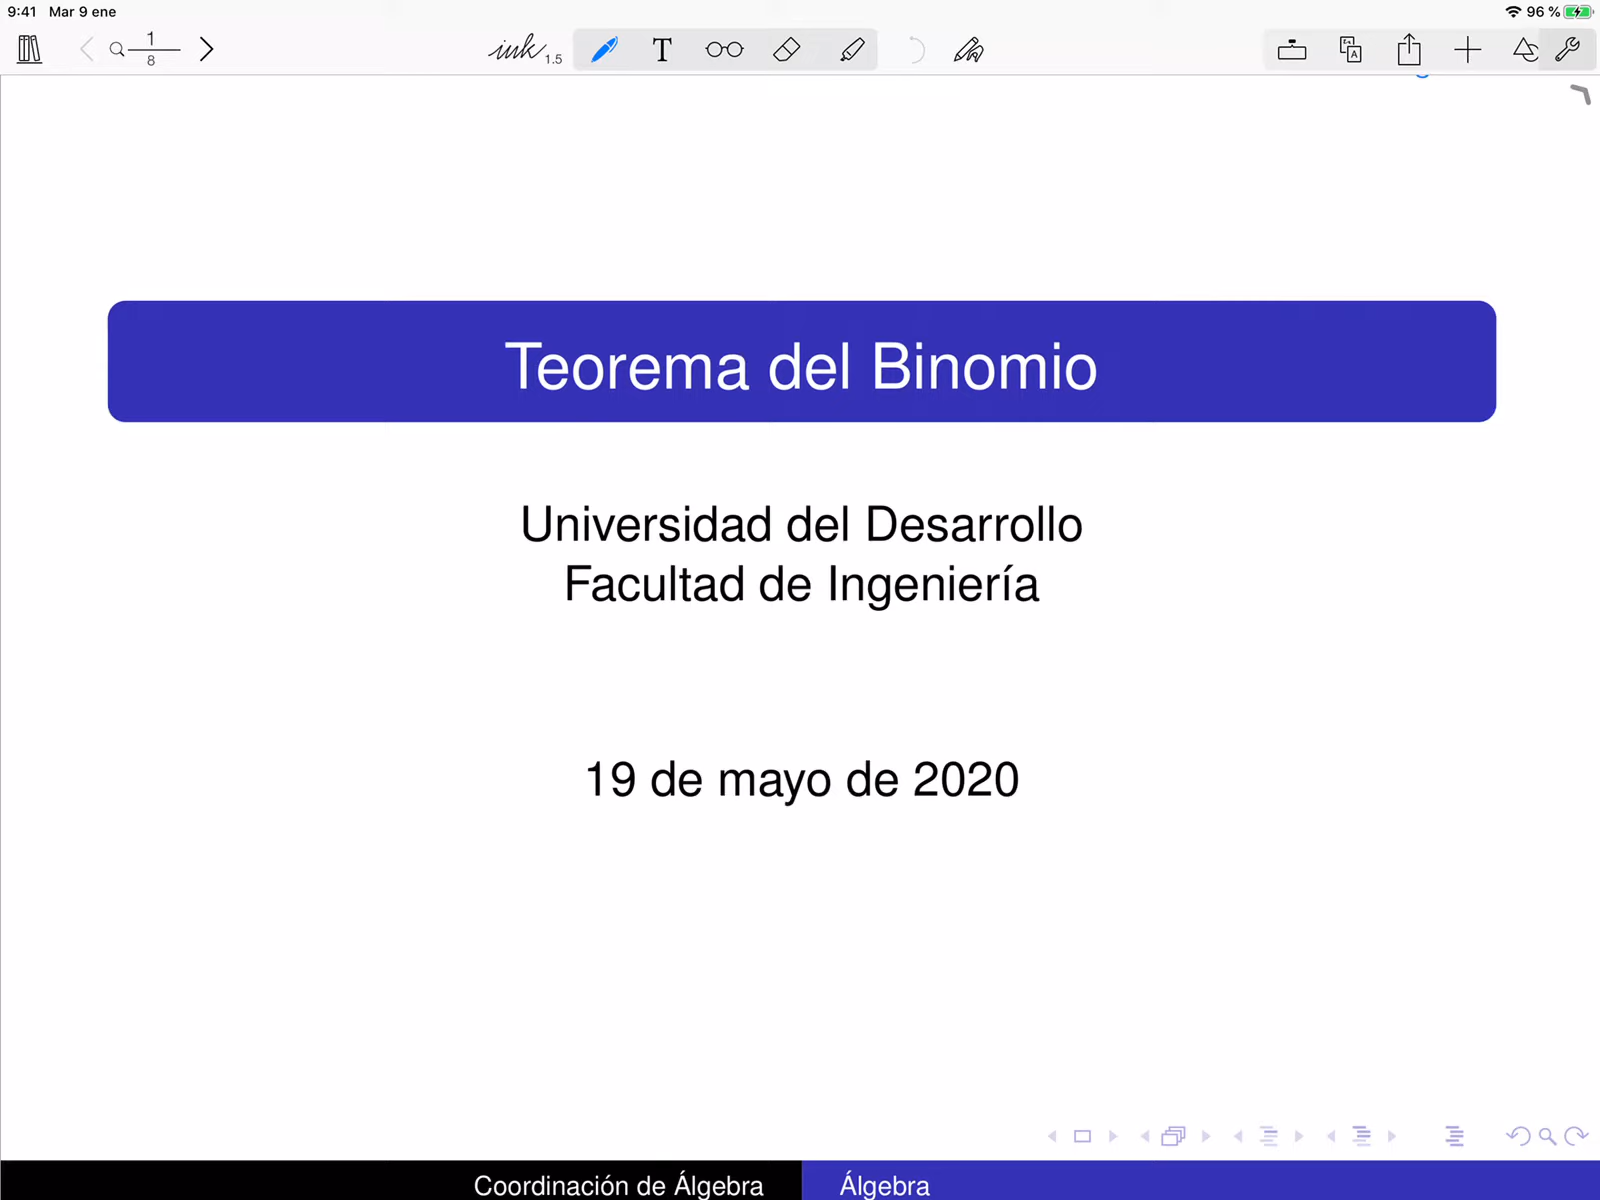 9:41 Mar 9 ene
96 %
1
8
ink 1.5
T
A
Teorema del Binomio
Universidad del Desarrollo
Facultad de Ingeniería
19 de mayo de 2020
Coordinación de Álgebra
Álgebra